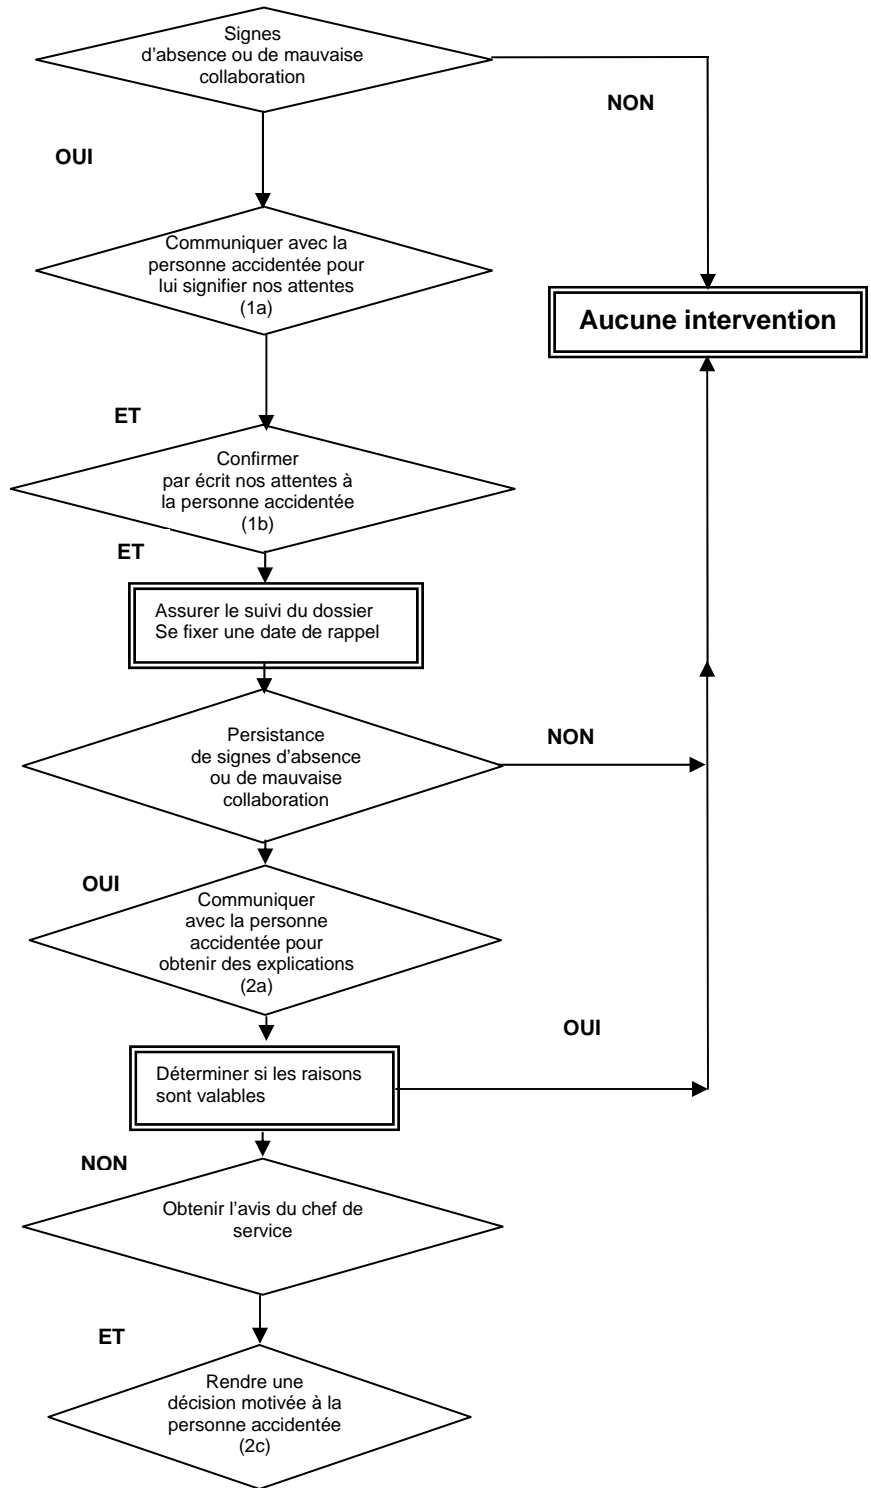 Signes
d'absence ou de mauvaise
collaboration
NON
OUI
Communiquer avec la
personne accidentée pour
lui signifier nos attentes
(1a)
Aucune intervention
ET
Confirmer
par écrit nos attentes à
la personne accidentée
(1b)
ET
Assurer le suivi du dossier
Se fixer une date de rappel
Persistance
de signes d'absence
ou de mauvaise
collaboration
NON
OUI
Communiquer
avec la personne
accidentée pour
obtenir des explications
(2a)
OUI
Déterminer si les raisons
sont valables
NON
Obtenir l'avis du chef de
service
ET
Rendre une
décision motivée à la
personne accidentée
(2c)